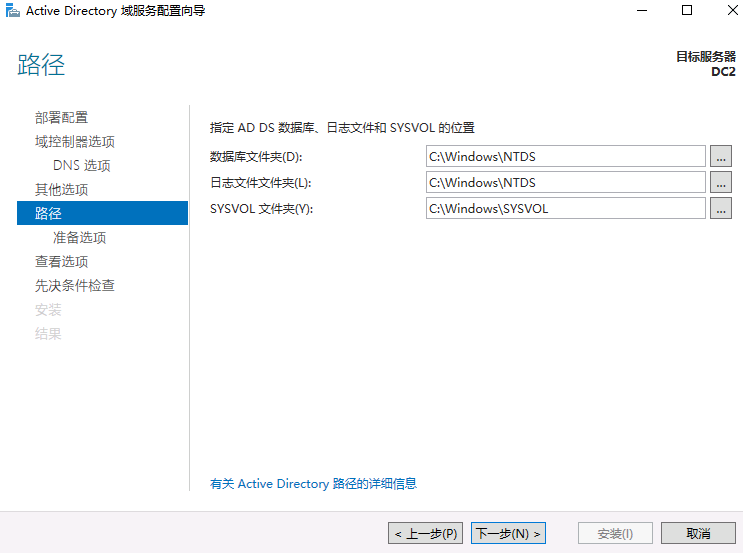 Active Directory 域服务配置向导
路径
目标服务器
DC2
部署配置
域控制器选项
DNS 选项
其他选项
路径
准备选项
查看选项
先决条件检查
安装
结果
指定 AD DS 数据库、日志文件和 SYSVOL 的位置
数据库文件夹(D): C:\Windows\NTDS ...
日志文件文件夹(L): C:\Windows\NTDS ...
SYSVOL 文件夹(Y): C:\Windows\SYSVOL ...
有关 Active Directory 路径的详细信息
< 上一步(P) 下一步(N) > 安装(I) 取消